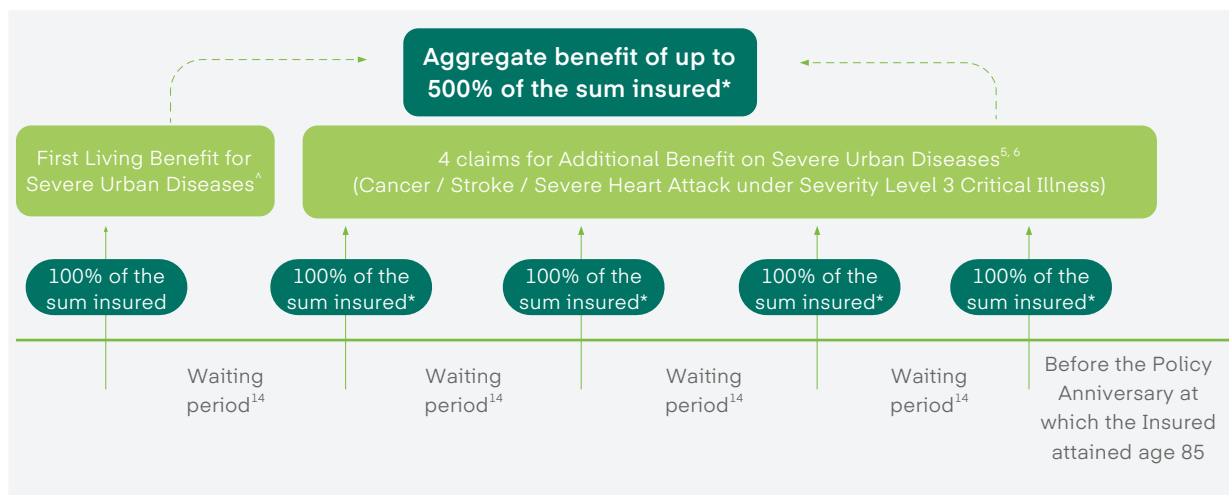 Aggregate benefit of up to
500% of the sum insured*
First Living Benefit for
Severe Urban Diseases^
4 claims for Additional Benefit on Severe Urban Diseases5, 6
(Cancer / Stroke / Severe Heart Attack under Severity Level 3 Critical Illness)
100% of the
sum insured
100% of the
sum insured*
100% of the
sum insured*
100% of the
sum insured*
100% of the
sum insured*
Waiting
period14
Waiting
period14
Waiting
period14
Waiting
period14
Before the Policy
Anniversary at
which the Insured
attained age 85